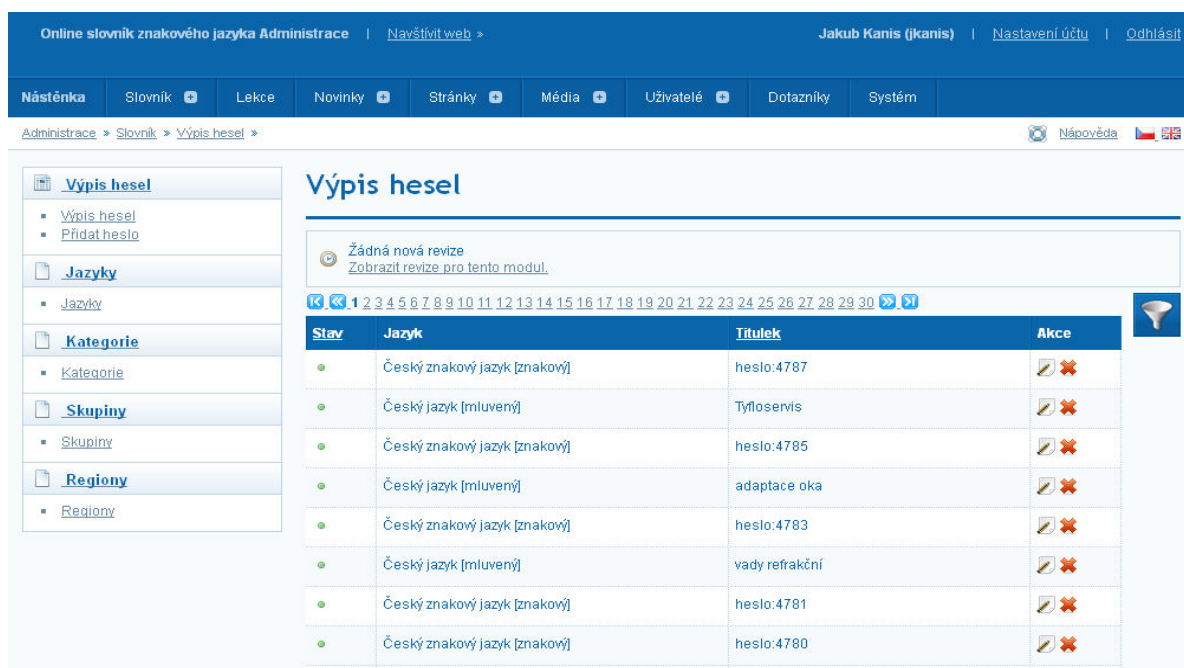 Online slovník znakového jazyka Administrace | Navštívit web » Jakub Kanis (jkanis) | Nastavení účtu | Odhlásit
Nástěnka Slovník Lekce Novinky Stránky Média Uživatelé Dotazníky Systém
Administrace » Slovník » Výpis hesel » Nápověda
Výpis hesel
Výpis hesel
Přidat heslo
Jazyky
Jazyky
Kategorie
Kategorie
Skupiny
Skupiny
Regiony
Regiony
Výpis hesel
Žádná nová revize
Zobrazit revize pro tento modul.
1 2 3 4 5 6 7 8 9 10 11 12 13 14 15 16 17 18 19 20 21 22 23 24 25 26 27 28 29 30
Stav Jazyk Titulek Akce
Český znakový jazyk [znakový] heslo:4787
Český jazyk [mluvený] Tyfloservis
Český znakový jazyk [znakový] heslo:4785
Český jazyk [mluvený] adaptace oka
Český znakový jazyk [znakový] heslo:4783
Český jazyk [mluvený] vady refrakční
Český znakový jazyk [znakový] heslo:4781
Český znakový jazyk [znakový] heslo:4780